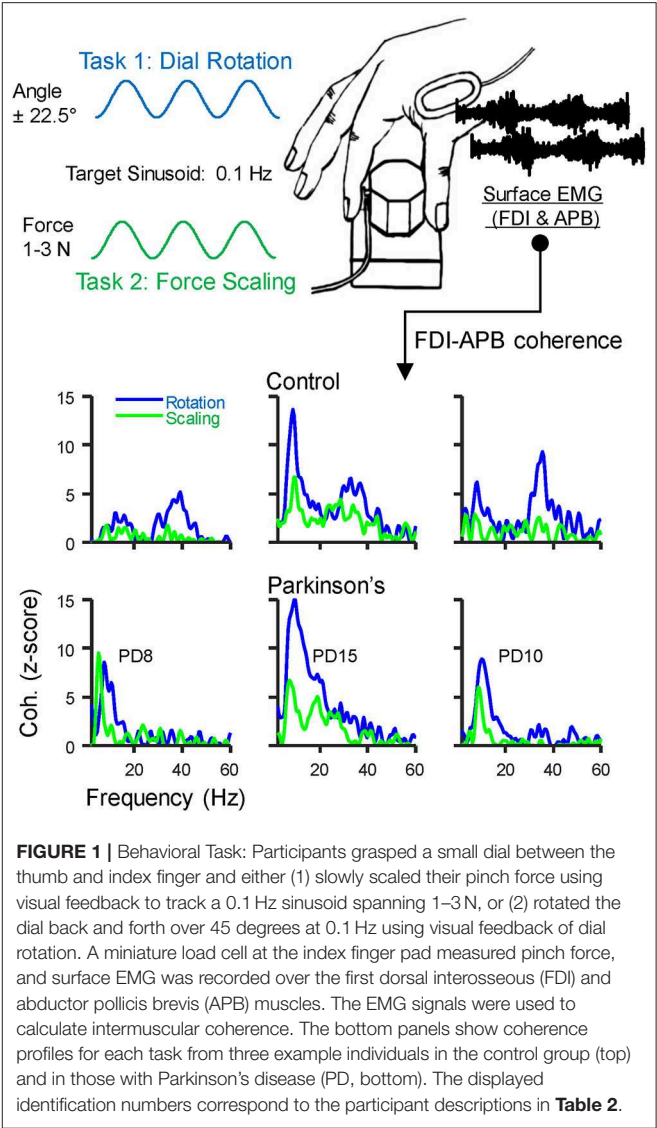 Task 1: Dial Rotation
Angle
± 22.5°
Target Sinusoid: 0.1 Hz
Force
1-3 N
Task 2: Force Scaling
Surface EMG
(FDI & APB)
FDI-APB coherence
Control
15
10
5
0
Rotation
Scaling
Parkinson's
Coh. (z-score)
15
10
5
0
PD8
PD15
PD10
20 40 60
20 40 60
20 40 60
Frequency (Hz)
FIGURE 1 | Behavioral Task: Participants grasped a small dial between the
thumb and index finger and either (1) slowly scaled their pinch force using
visual feedback to track a 0.1 Hz sinusoid spanning 1–3 N, or (2) rotated the
dial back and forth over 45 degrees at 0.1 Hz using visual feedback of dial
rotation. A miniature load cell at the index finger pad measured pinch force,
and surface EMG was recorded over the first dorsal interosseous (FDI) and
abductor pollicis brevis (APB) muscles. The EMG signals were used to
calculate intermuscular coherence. The bottom panels show coherence
profiles for each task from three example individuals in the control group (top)
and in those with Parkinson's disease (PD, bottom). The displayed
identification numbers correspond to the participant descriptions in Table 2.